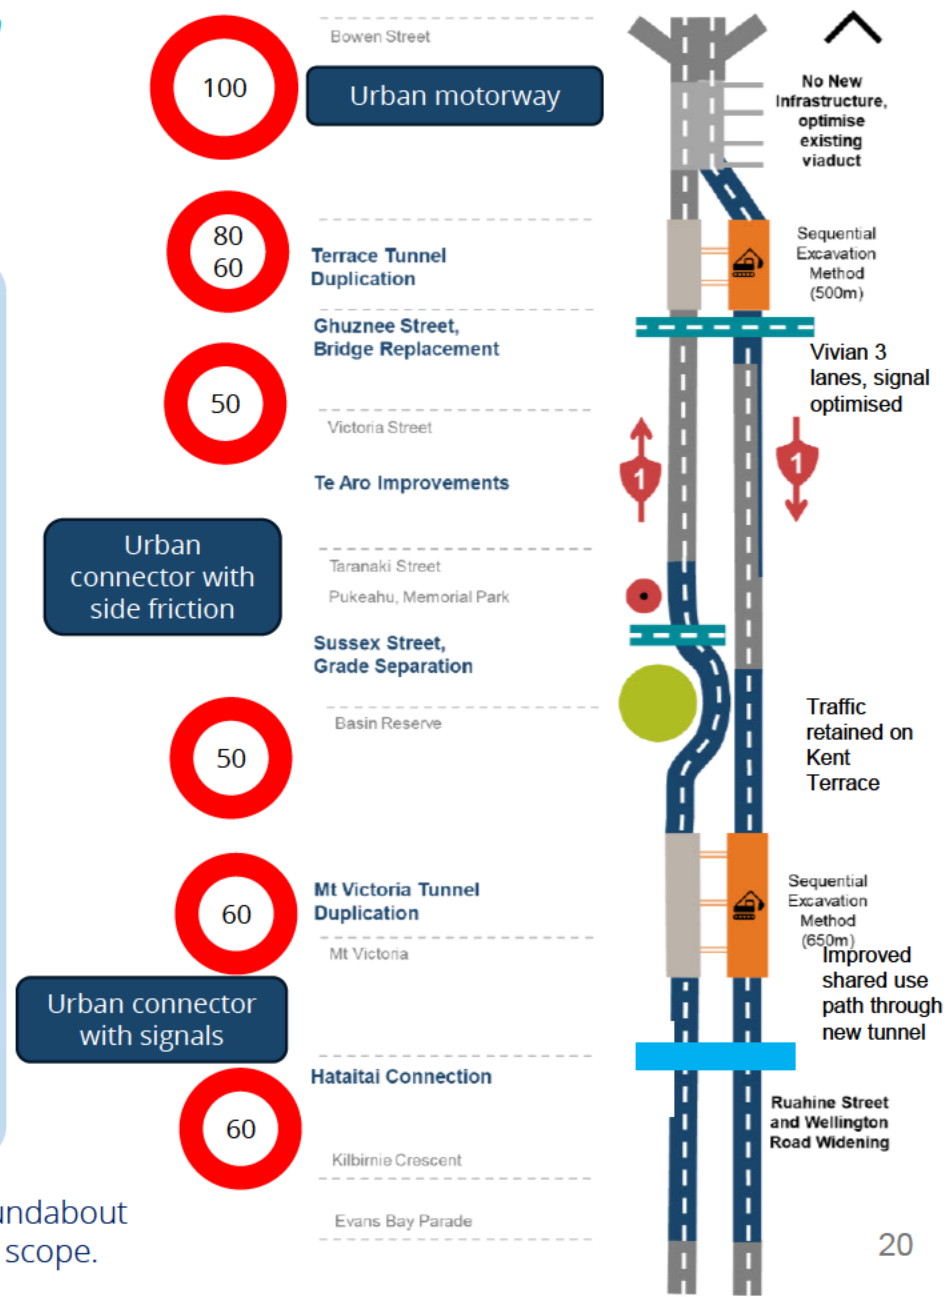 Bowen Street
100
Urban motorway
No New
Infrastructure,
optimise
existing
viaduct
80
60
Terrace Tunnel
Duplication
Sequential
Excavation
Method
(500m)
Ghuznee Street,
Bridge Replacement
Vivian 3
lanes, signal
optimised
50
Victoria Street
1
1
Te Aro Improvements
Urban
connector with
side friction
Taranaki Street
Pukeahu, Memorial Park
Sussex Street,
Grade Separation
Basin Reserve
Traffic
retained on
Kent
Terrace
50
Mt Victoria Tunnel
Duplication
60
Sequential
Excavation
Method
(650m)
Mt Victoria
Improved
shared use
path through
new tunnel
Urban connector
with signals
Hataitai Connection
60
Ruahine Street
and Wellington
Road Widening
Kilbirnie Crescent
Evans Bay Parade
undabout
scope.
20